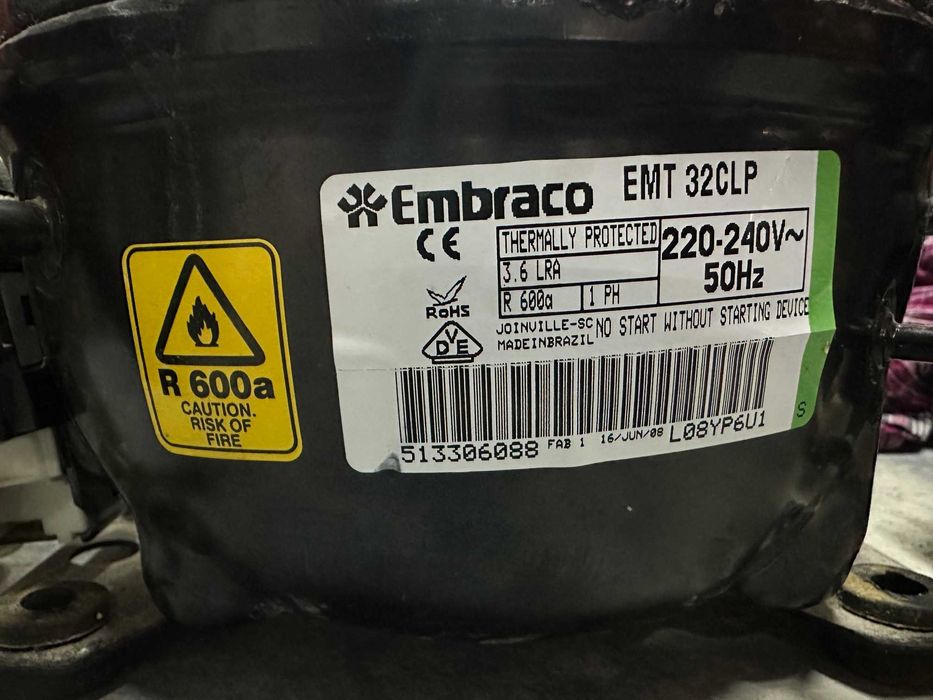 Embraco EMT 32CLP
CE
THERMALLY PROTECTED
3.6 LRA
R 600a 1 PH
220-240V~
50Hz
RoHS
VDE
JOINVILLE-SC
MADEINBRAZIL
NO START WITHOUT STARTING DEVICE
513306088 FAB 1 16/JUN/08 L08YP6U1
S
R 600a
CAUTION.
RISK OF
FIRE